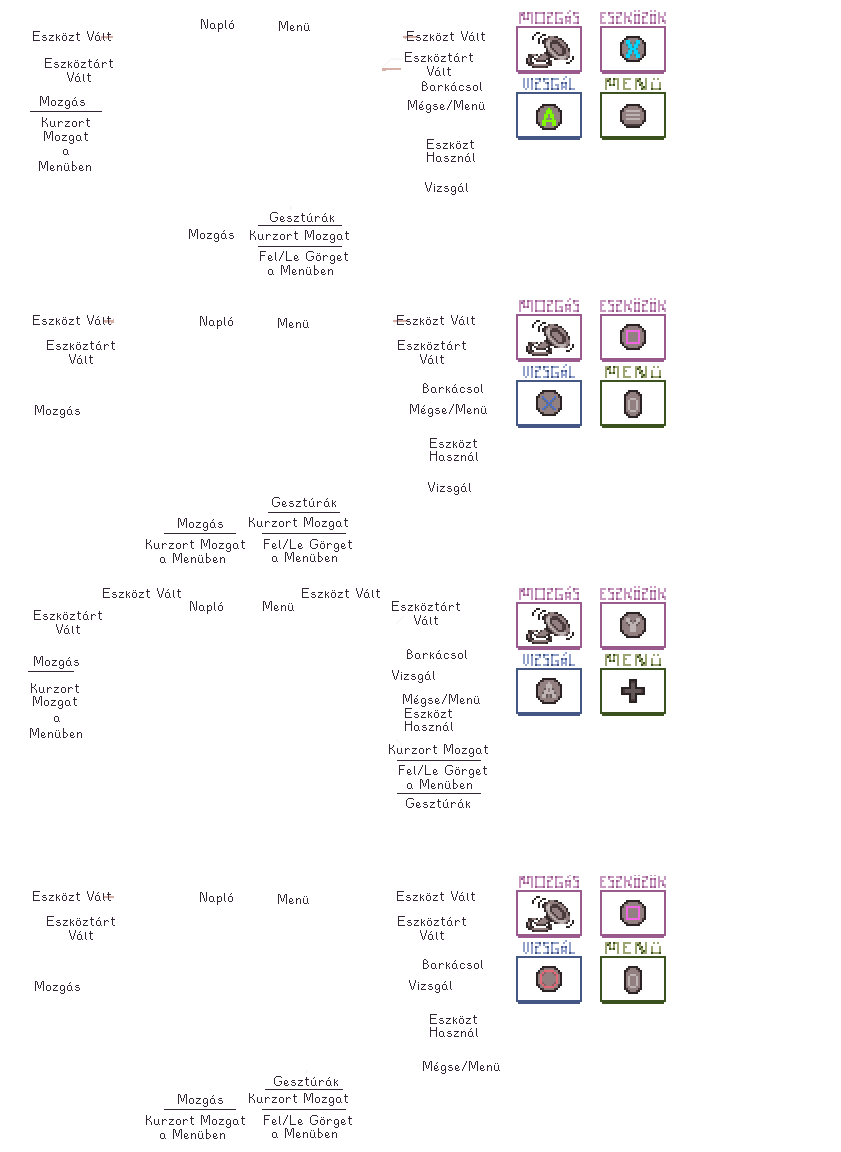 Napló
Menü
Eszközt Vált
Eszköztárt
Vált
Mozgás
Kurzort
Mozgat
a
Menüben
Eszközt Vált
Eszköztárt
Vált
Barkácsol
Mégse/Menü
Eszközt
Használ
Vizsgál
Mozgás
Gesztúrák
Kurzort Mozgat
Fel/Le Görget
a Menüben
MOZGÁS
ESZKÖZÖK
X
VIZSGÁL
MENÜ
A
Eszközt Vált
Eszköztárt
Vált
Mozgás
Napló
Menü
Eszközt Vált
Eszköztárt
Vált
Barkácsol
Mégse/Menü
Eszközt
Használ
Vizsgál
Mozgás
Kurzort Mozgat
a Menüben
Gesztúrák
Kurzort Mozgat
Fel/Le Görget
a Menüben
MOZGÁS
ESZKÖZÖK
VIZSGÁL
MENÜ
Eszközt Vált
Eszközt Vált
Napló
Menü
Eszköztárt
Vált
Mozgás
Kurzort
Mozgat
a
Menüben
Eszköztárt
Vált
Barkácsol
Vizsgál
Mégse/Menü
Eszközt
Használ
Kurzort Mozgat
Fel/Le Görget
a Menüben
Gesztúrák
MOZGÁS
ESZKÖZÖK
Y
VIZSGÁL
MENÜ
A
Eszközt Vált
Eszköztárt
Vált
Mozgás
Napló
Menü
Eszközt Vált
Eszköztárt
Vált
Barkácsol
Vizsgál
Eszközt
Használ
Mégse/Menü
Mozgás
Kurzort Mozgat
a Menüben
Gesztúrák
Kurzort Mozgat
Fel/Le Görget
a Menüben
MOZGÁS
ESZKÖZÖK
VIZSGÁL
MENÜ